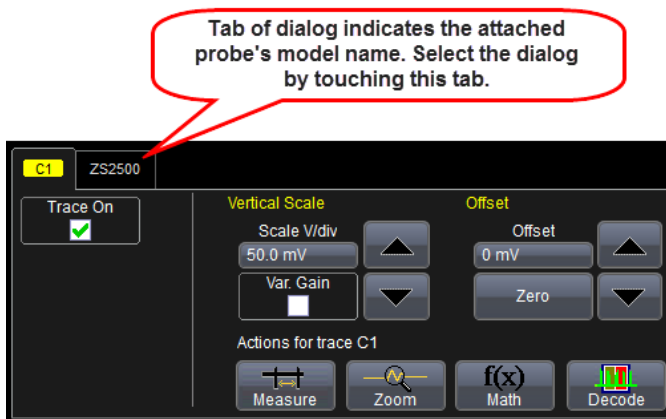 Tab of dialog indicates the attached
probe's model name. Select the dialog
by touching this tab.
C1 ZS2500
Trace On
Vertical Scale
Offset
Scale V/div
Offset
50.0 mV
0 mV
Var. Gain
Zero
Actions for trace C1
Measure
Zoom
f(x)
Math
Decode